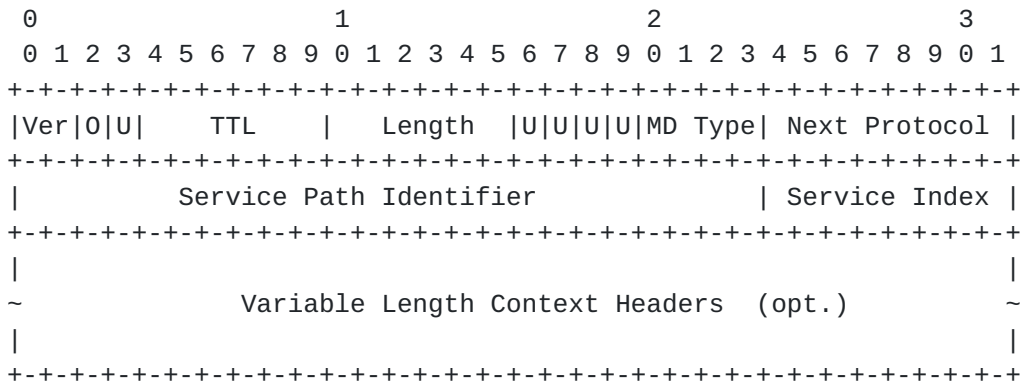 0                   1                   2                   3
 0 1 2 3 4 5 6 7 8 9 0 1 2 3 4 5 6 7 8 9 0 1 2 3 4 5 6 7 8 9 0 1
+-+-+-+-+-+-+-+-+-+-+-+-+-+-+-+-+-+-+-+-+-+-+-+-+-+-+-+-+-+-+-+-+
|Ver|O|U|    TTL    |   Length  |U|U|U|U|MD Type| Next Protocol |
+-+-+-+-+-+-+-+-+-+-+-+-+-+-+-+-+-+-+-+-+-+-+-+-+-+-+-+-+-+-+-+-+
|          Service Path Identifier              | Service Index |
+-+-+-+-+-+-+-+-+-+-+-+-+-+-+-+-+-+-+-+-+-+-+-+-+-+-+-+-+-+-+-+-+
|                                                               |
~              Variable Length Context Headers  (opt.)          ~
|                                                               |
+-+-+-+-+-+-+-+-+-+-+-+-+-+-+-+-+-+-+-+-+-+-+-+-+-+-+-+-+-+-+-+-+